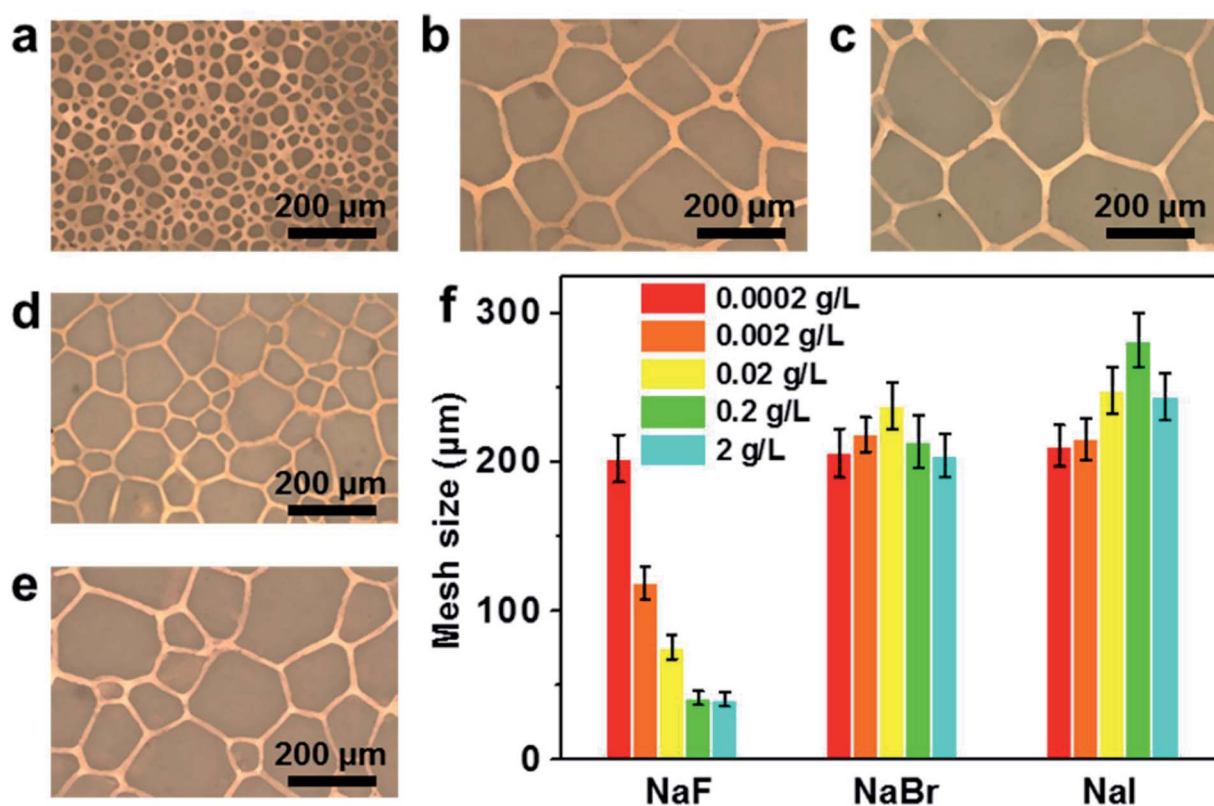 a
200 µm
b
200 µm
c
200 µm
d
200 µm
e
200 µm
f
0.0002 g/L
0.002 g/L
0.02 g/L
0.2 g/L
2 g/L
Mesh size (µm)
300
200
100
0
NaF
NaBr
NaI